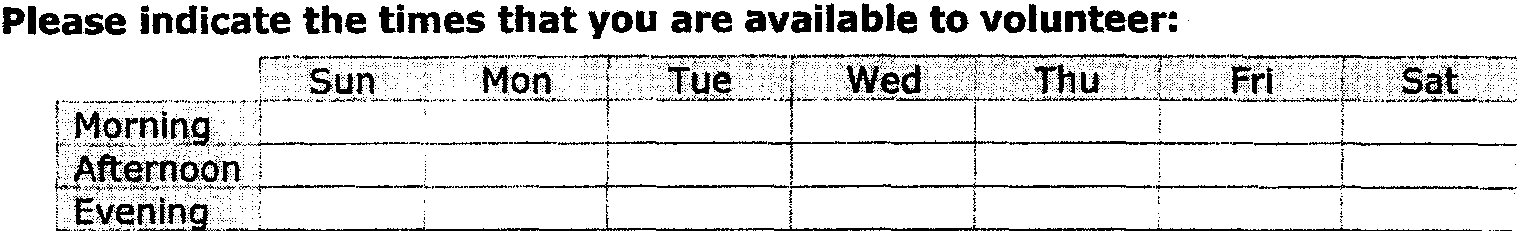 Please indicate the times that you are available to volunteer:
Sun Mon Tue Wed Thu Fri Sat
Morning
Afternoon
Evening